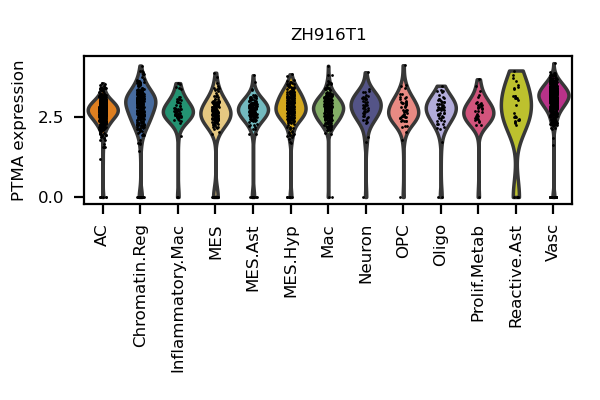 ZH916T1
PTMA expression
2.5
0.0
AC
Chromatin.Reg
Inflammatory.Mac
MES
MES.Ast
MES.Hyp
Mac
Neuron
OPC
Oligo
Prolif.Metab
Reactive.Ast
Vasc